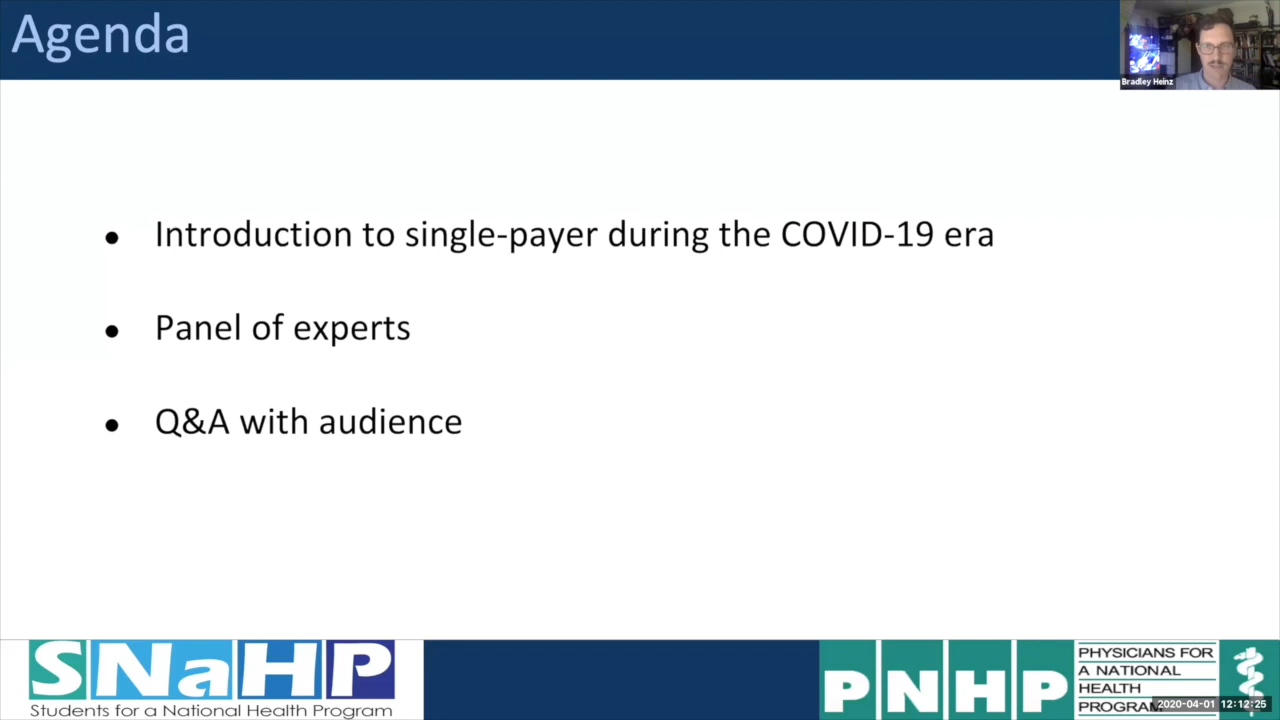 Agenda
Bradley Heinz
• Introduction to single-payer during the COVID-19 era
• Panel of experts
• Q&A with audience
SNaHP
Students for a National Health Program
PNHP
PHYSICIANS FOR
A NATIONAL
HEALTH
PROGRAM
2020-04-01 12:12:25